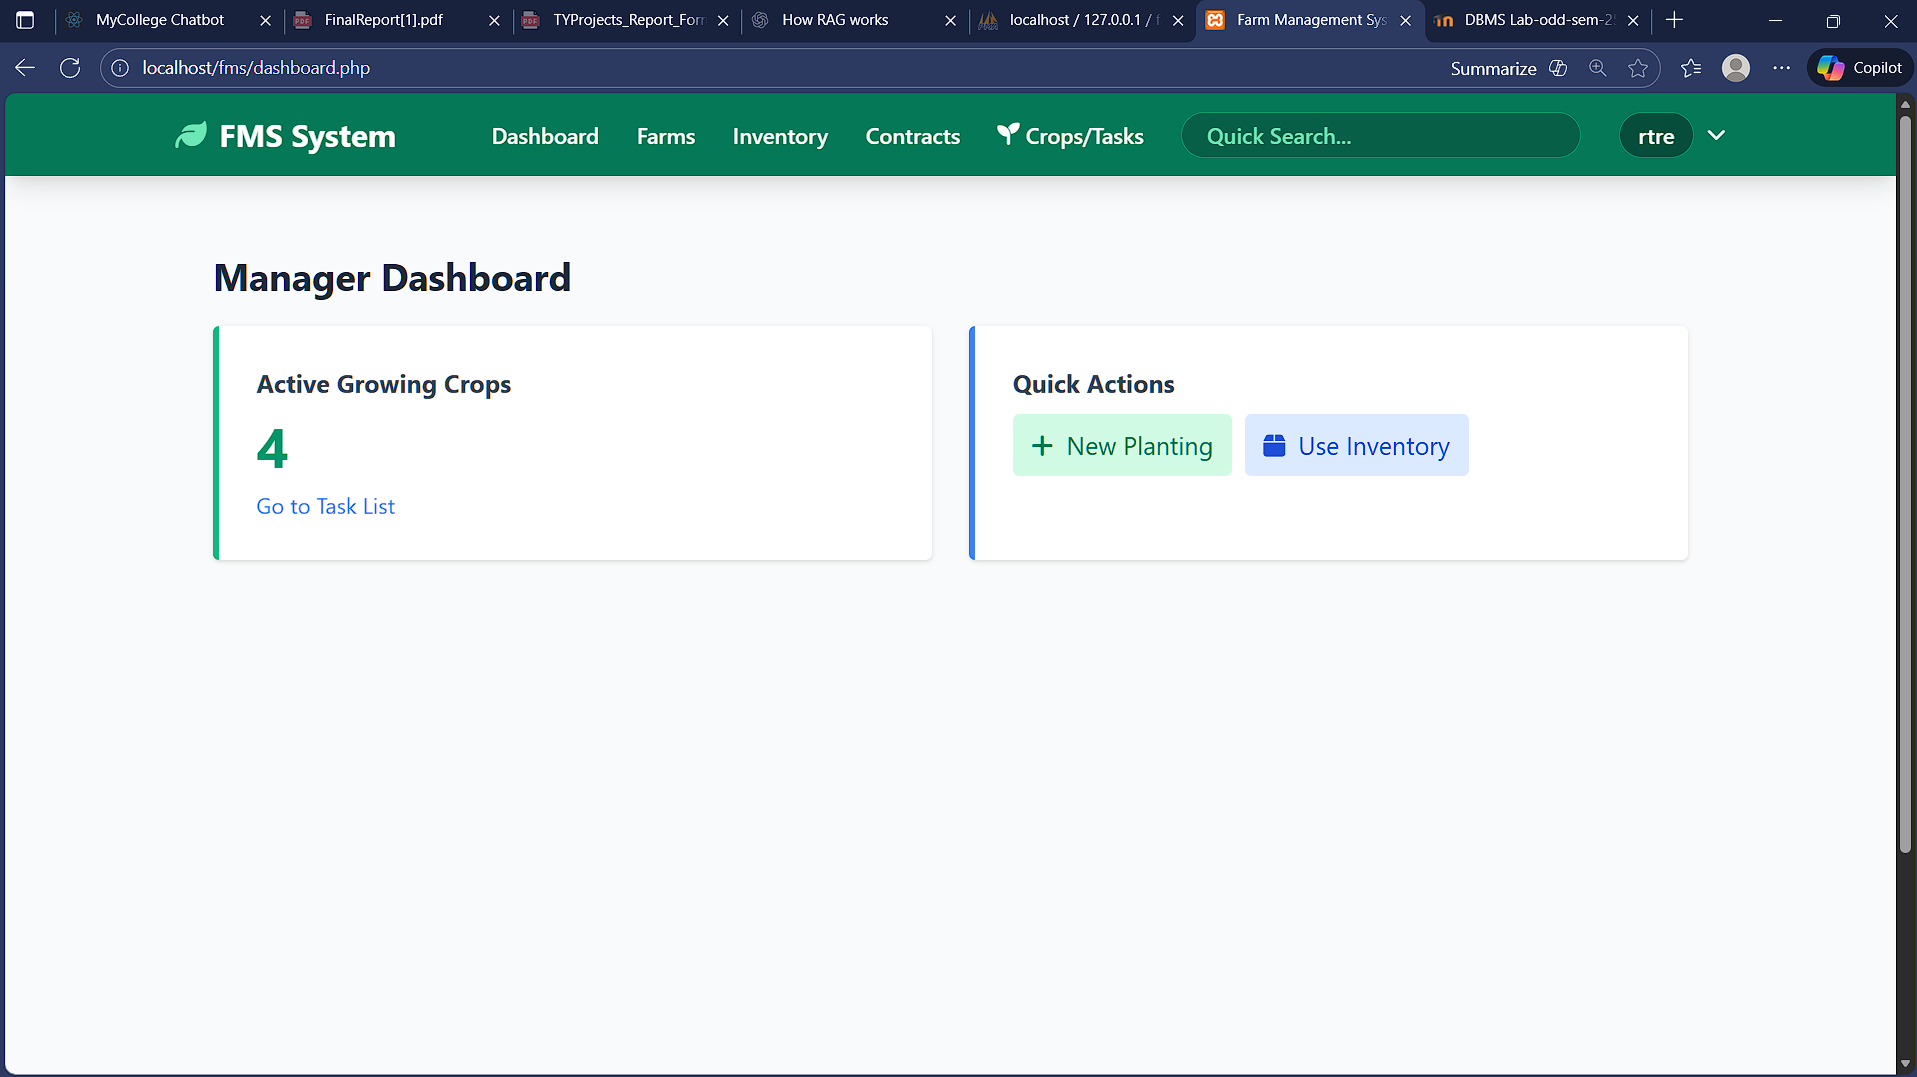 MyCollege Chatbot
FinalReport[1].pdf
TYProjects_Report_Forr
How RAG works
localhost / 127.0.0.1 / f
Farm Management Sys
DBMS Lab-odd-sem-25
localhost/fms/dashboard.php
Summarize
Copilot
FMS System
Dashboard
Farms
Inventory
Contracts
Crops/Tasks
Quick Search...
rtre
Manager Dashboard
Active Growing Crops
4
Go to Task List
Quick Actions
New Planting
Use Inventory